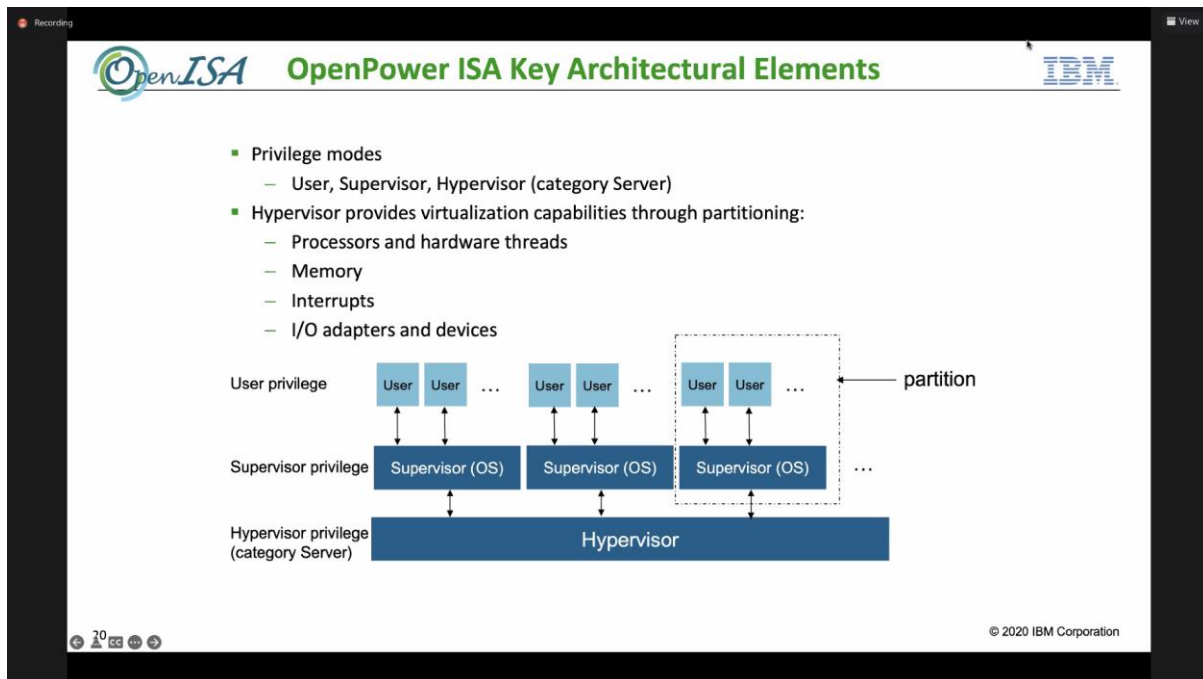 Recording
View
OpenISA
OpenPower ISA Key Architectural Elements
IBM
▪ Privilege modes
– User, Supervisor, Hypervisor (category Server)
▪ Hypervisor provides virtualization capabilities through partitioning:
– Processors and hardware threads
– Memory
– Interrupts
– I/O adapters and devices
User privilege
User User ... User User ... User User ...
partition
Supervisor privilege
Supervisor (OS) Supervisor (OS) Supervisor (OS) ...
Hypervisor privilege
(category Server)
Hypervisor
20
CC
© 2020 IBM Corporation